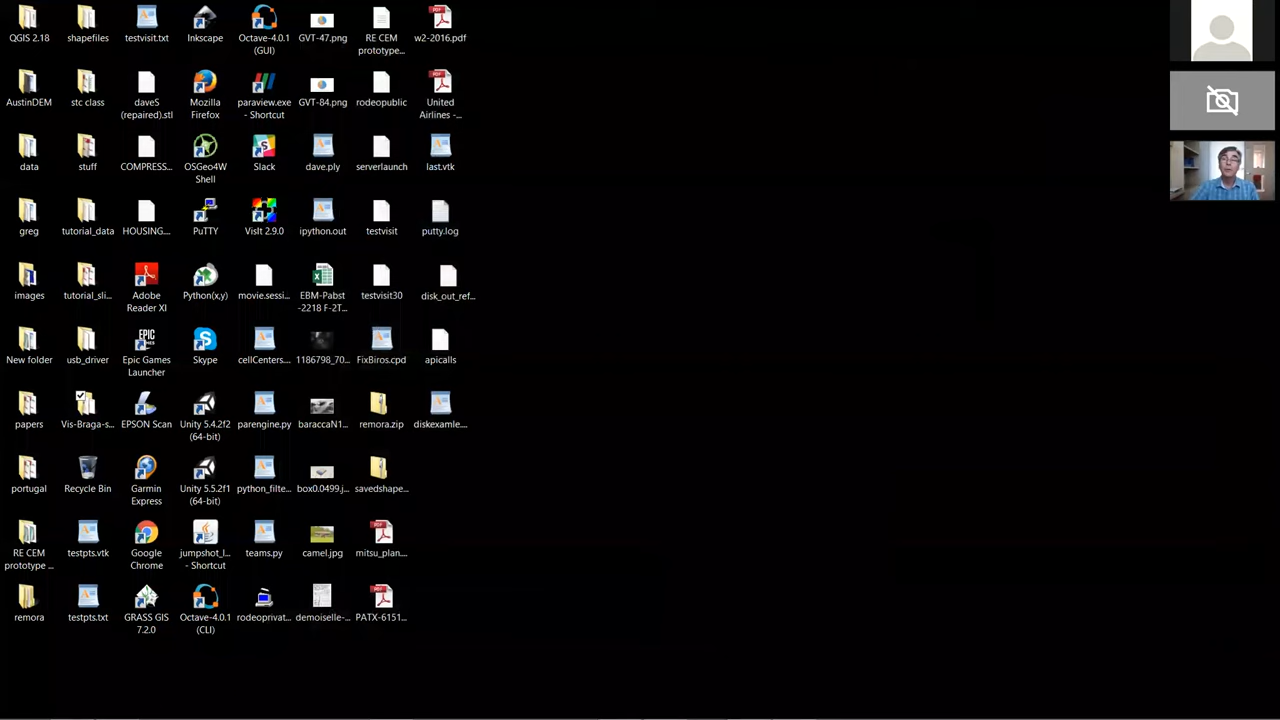 QGIS 2.18
shapefiles
testvisit.txt
Inkscape
Octave-4.0.1
(GUI)
GVT-47.png
RE CEM
prototype...
w2-2016.pdf
AustinDEM
stc class
daveS
(repaired).stl
Mozilla
Firefox
paraview.exe
- Shortcut
GVT-84.png
rodeopublic
United
Airlines -...
data
stuff
COMPRESS...
OSGeo4W
Shell
Slack
dave.ply
serverlaunch
last.vtk
greg
tutorial_data
HOUSING....
PuTTY
VisIt 2.9.0
ipython.out
testvisit
putty.log
images
tutorial_sli...
Adobe
Reader XI
Python(x,y)
movie.sessi...
EBM-Pabst
-2218 F-2T...
testvisit30
disk_out_ref...
New folder
usb_driver
EPIC
GAMES
Epic Games
Launcher
Skype
cellCenters....
1186798_70...
FixBiros.cpd
apicalls
papers
Vis-Braga-s...
EPSON Scan
Unity 5.4.2f2
(64-bit)
parengine.py
baraccaN1...
remora.zip
diskexamle....
portugal
Recycle Bin
Garmin
Express
Unity 5.5.2f1
(64-bit)
python_filte...
box0.0499.j...
savedshape...
RE CEM
prototype ...
testpts.vtk
Google
Chrome
jumpshot_l...
- Shortcut
teams.py
camel.jpg
mitsu_plan....
remora
testpts.txt
GRASS GIS
7.2.0
Octave-4.0.1
(CLI)
rodeoprivat...
demoiselle-...
PATX-6151...